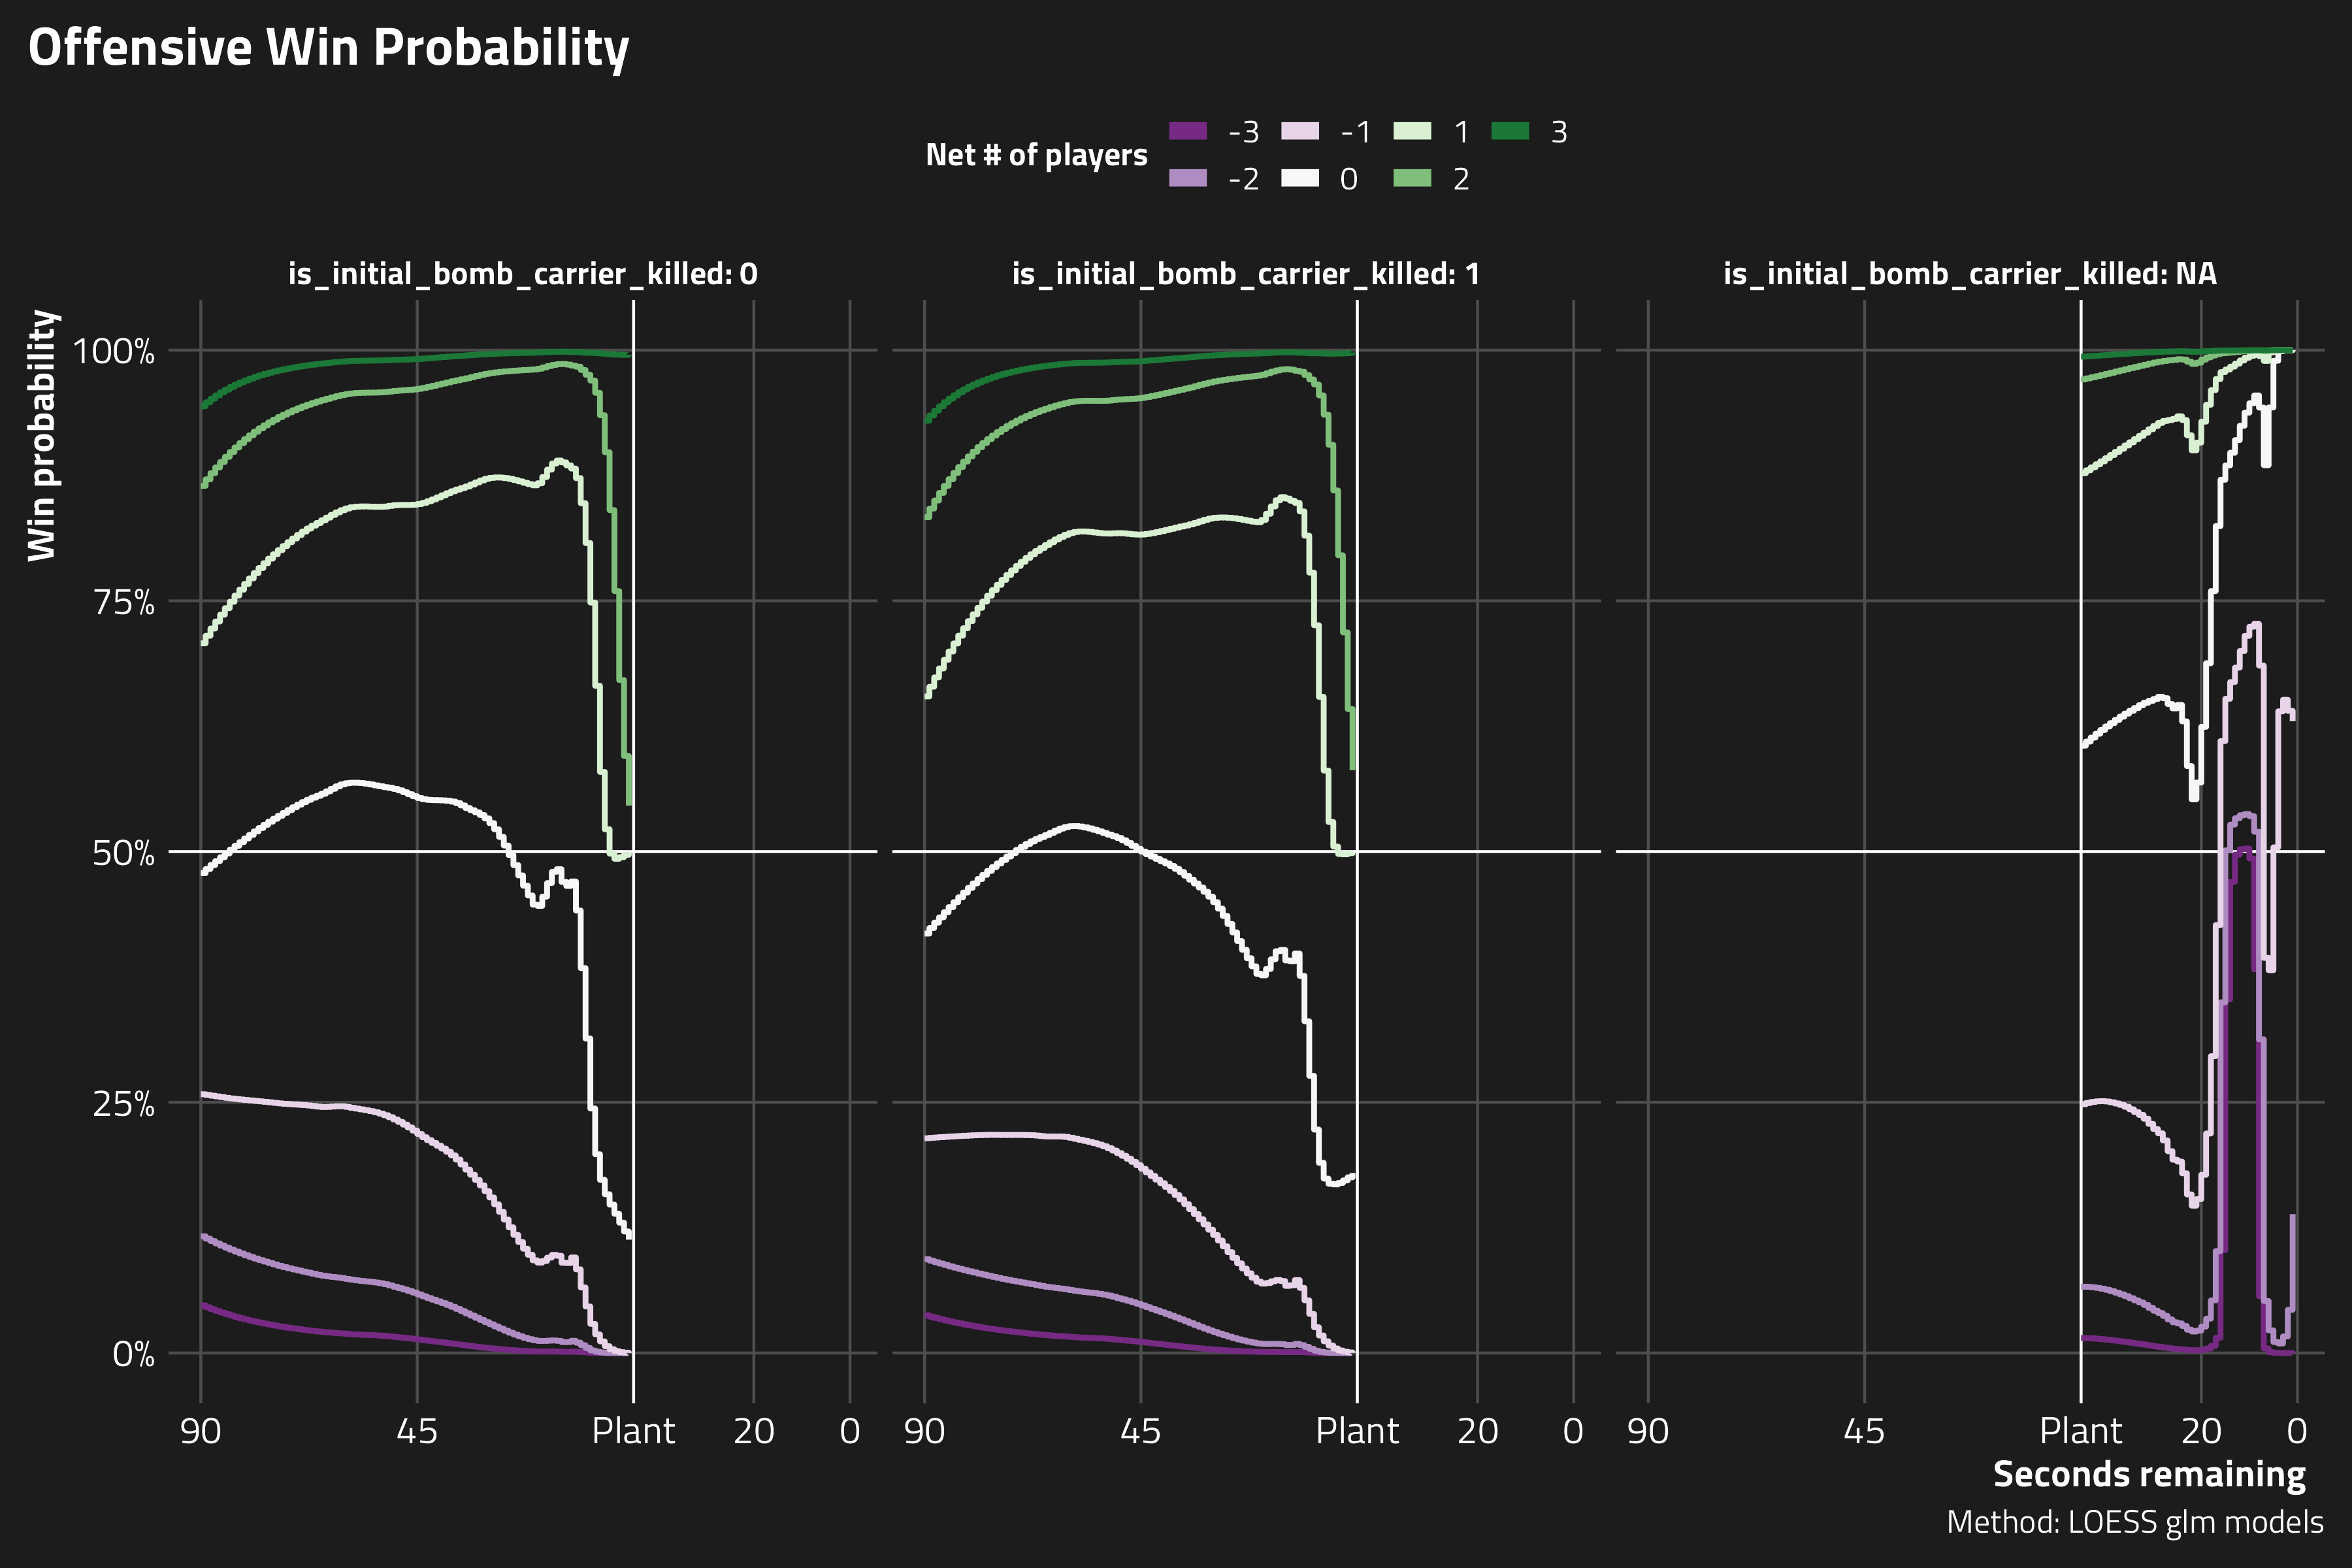 Offensive Win Probability
Net # of players
-3 -1 1 3
-2 0 2
is_initial_bomb_carrier_killed: 0
is_initial_bomb_carrier_killed: 1
is_initial_bomb_carrier_killed: NA
Win probability
100%
75%
50%
25%
0%
90 45 Plant 20 0
90 45 Plant 20 0
90 45 Plant 20 0
Seconds remaining
Method: LOESS glm models